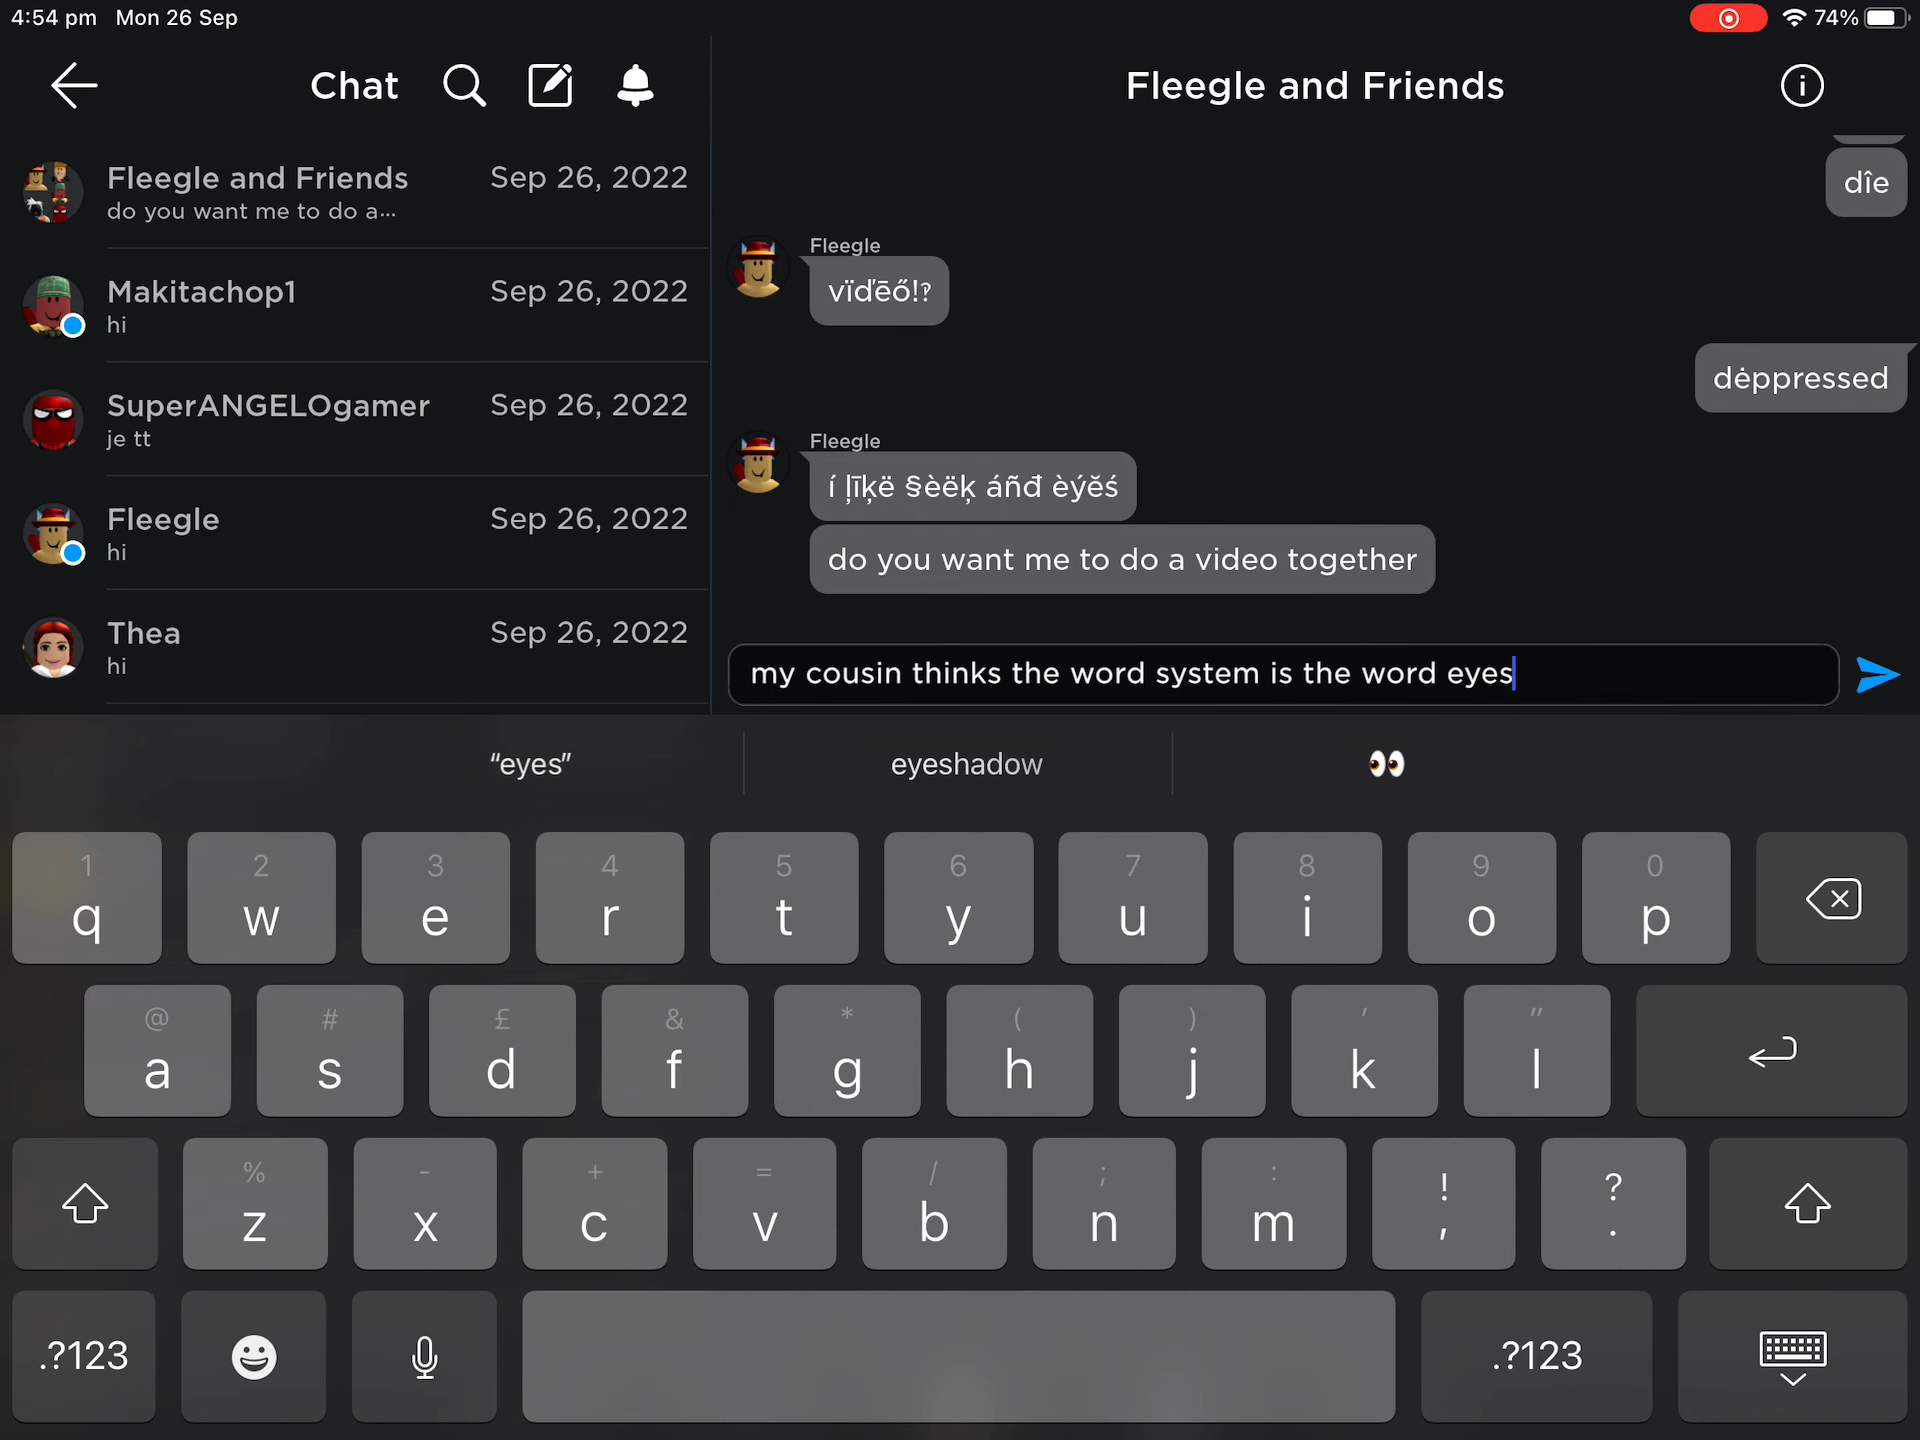 4:54 pm Mon 26 Sep
74%
Chat
Fleegle and Friends
Sep 26, 2022
do you want me to do a...
Makitachop1
Sep 26, 2022
hi
SuperANGELOgamer
Sep 26, 2022
je tt
Fleegle
Sep 26, 2022
hi
Thea
Sep 26, 2022
hi
Fleegle and Friends
dîe
Fleegle
vïďēő!?
dėppressed
Fleegle
í ļīķë §èëķ áñđ èýĕś
do you want me to do a video together
my cousin thinks the word system is the word eyes
“eyes”
eyeshadow
👀
1 2 3 4 5 6 7 8 9 0
q w e r t y u i o p
@ # £ & * ( ) ' "
a s d f g h j k l
% - + = / ; : ! ?
z x c v b n m , .
.?123
.?123